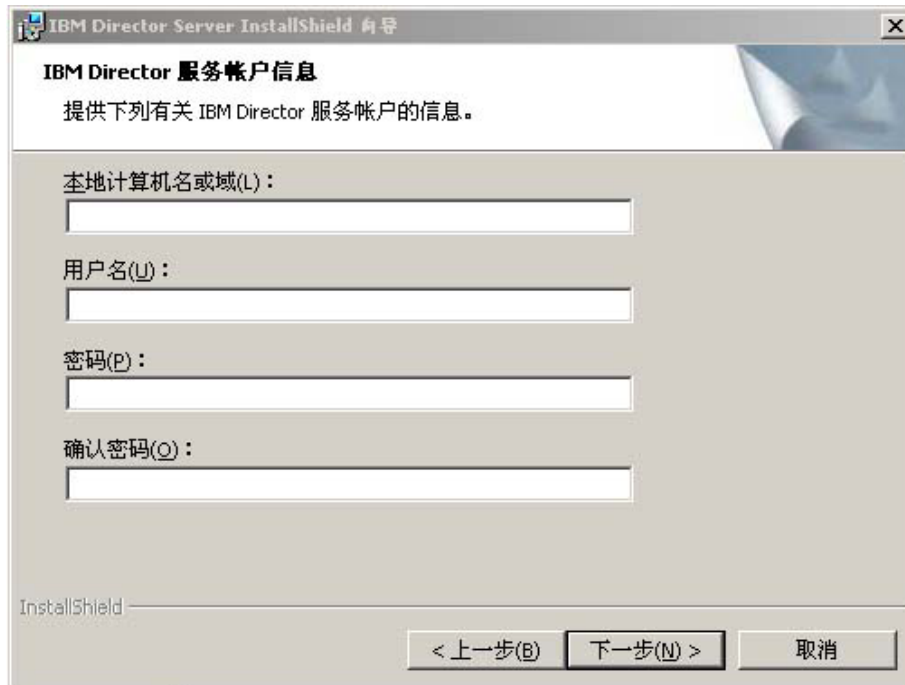 IBM Director Server InstallShield 向导
IBM Director 服务帐户信息
提供下列有关 IBM Director 服务帐户的信息。
本地计算机名或域(L)：
用户名(U)：
密码(P)：
确认密码(O)：
InstallShield
< 上一步(B)
下一步(N) >
取消